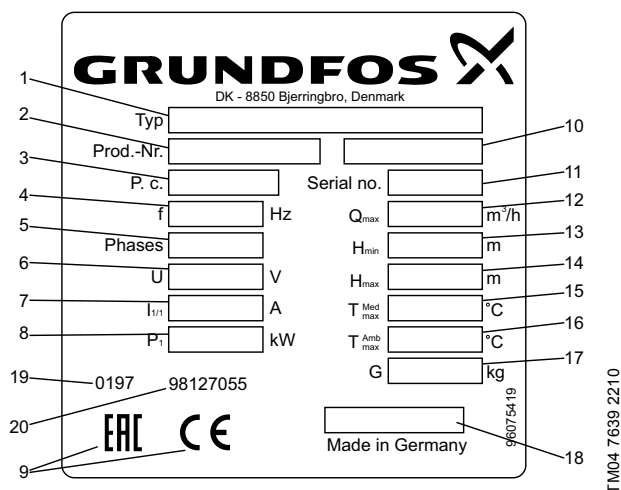 GRUNDFOS
DK - 8850 Bjerringbro, Denmark
1 Typ
2 Prod.-Nr. 10
3 P. c. Serial no. 11
4 f Hz Qmax m³/h 12
5 Phases Hmin m 13
6 U V Hmax m 14
7 I1/1 A T Med max °C 15
8 P1 kW T Amb max °C 16
G kg 17
19 0197 98127055
20
EAC CE
9
Made in Germany 18
96075419
TM04 7639 2210